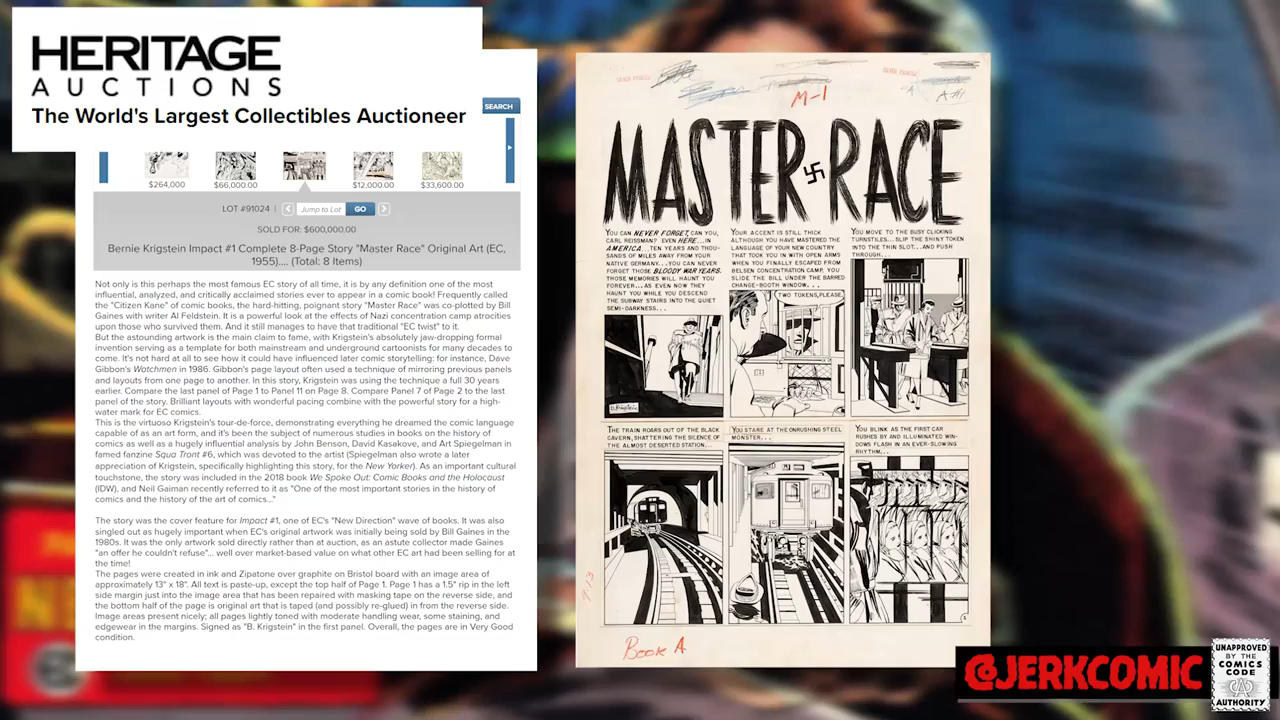 HERITAGE
AUCTIONS
The World's Largest Collectibles Auctioneer
SEARCH
$264,000
$66,000.00
$12,000.00
$33,600.00
LOT #91024 |
Jump to Lot
GO
SOLD FOR: $600,000.00
Bernie Krigstein Impact #1 Complete 8-Page Story "Master Race" Original Art (EC,
1955).... (Total: 8 Items)
Not only is this perhaps the most famous EC story of all time, it is by any definition one of the most
influential, analyzed, and critically acclaimed stories ever to appear in a comic book! Frequently called
the "Citizen Kane" of comic books, the hard-hitting, poignant story "Master Race" was co-plotted by Bill
Gaines with writer Al Feldstein. It is a powerful look at the effects of Nazi concentration camp atrocities
upon those who survived them. And it still manages to have that traditional "EC twist" to it.
But the astounding artwork is the main claim to fame, with Krigstein's absolutely jaw-dropping formal
invention serving as a template for both mainstream and underground cartoonists for many decades to
come. It's not hard at all to see how it could have influenced later comic storytelling: for instance, Dave
Gibbon's Watchmen in 1986. Gibbon's page layout often used a technique of mirroring previous panels
and layouts from one page to another. In this story, Krigstein was using the technique a full 30 years
earlier. Compare the last panel of Page 1 to Panel 11 on Page 8. Compare Panel 7 of Page 2 to the last
panel of the story. Brilliant layouts with wonderful pacing combine with the powerful story for a high-
water mark for EC comics.
This is the virtuoso Krigstein's tour-de-force, demonstrating everything he dreamed the comic language
capable of as an art form, and it's been the subject of numerous studies in books on the history of
comics as well as a hugely influential analysis by John Benson, David Kasakove, and Art Spiegelman in
famed fanzine Squa Tront #6, which was devoted to the artist (Spiegelman also wrote a later
appreciation of Krigstein, specifically highlighting this story, for the New Yorker). As an important cultural
touchstone, the story was included in the 2018 book We Spoke Out: Comic Books and the Holocaust
(IDW), and Neil Gaiman recently referred to it as "One of the most important stories in the history of
comics and the history of the art of comics..."
The story was the cover feature for Impact #1, one of EC's "New Direction" wave of books. It was also
singled out as hugely important when EC's original artwork was initially being sold by Bill Gaines in the
1980s. It was the only artwork sold directly rather than at auction, as an astute collector made Gaines
"an offer he couldn't refuse"... well over market-based value on what other EC art had been selling for at
the time!
The pages were created in ink and Zipatone over graphite on Bristol board with an image area of
approximately 13" x 18". All text is paste-up, except the top half of Page 1. Page 1 has a 1.5" rip in the left
side margin just into the image area that has been repaired with masking tape on the reverse side, and
the bottom half of the page is original art that is taped (and possibly re-glued) in from the reverse side.
Image areas present nicely; all pages lightly toned with moderate handling wear, some staining, and
edgewear in the margins. Signed as "B. Krigstein" in the first panel. Overall, the pages are in Very Good
condition.
M-1
MASTER RACE
YOU CAN NEVER FORGET, CAN YOU,
CARL REISSMAN? EVEN HERE...IN
AMERICA...TEN YEARS AND THOU-
SANDS OF MILES AWAY FROM YOUR
NATIVE GERMANY...YOU CAN NEVER
FORGET THOSE BLOODY WAR YEARS.
THOSE MEMORIES WILL HAUNT YOU
FOREVER...AS EVEN NOW THEY
HAUNT YOU WHILE YOU DESCEND
THE SUBWAY STAIRS INTO THE QUIET
SEMI-DARKNESS...
B. Krigstein
YOUR ACCENT IS STILL THICK
ALTHOUGH YOU HAVE MASTERED THE
LANGUAGE OF YOUR NEW COUNTRY
THAT TOOK YOU IN WITH OPEN ARMS
WHEN YOU FINALLY ESCAPED FROM
BELSEN CONCENTRATION CAMP. YOU
SLIDE THE BILL UNDER THE BARRED
CHANGE-BOOTH WINDOW...
TWO TOKENS, PLEASE.
YOU MOVE TO THE BUSY CLICKING
TURNSTILES...SLIP THE SHINY TOKEN
INTO THE THIN SLOT...AND PUSH
THROUGH...
THE TRAIN ROARS OUT OF THE BLACK
CAVERN, SHATTERING THE SILENCE OF
THE ALMOST DESERTED STATION...
YOU STARE AT THE ONRUSHING STEEL
MONSTER...
YOU BLINK AS THE FIRST CAR
RUSHES BY AND ILLUMINATED WIN-
DOWS FLASH IN AN EVER-SLOWING
RHYTHM...
Book A
@JERKCOMIC
UNAPPROVED
BY THE
COMICS
CODE
AUTHORITY